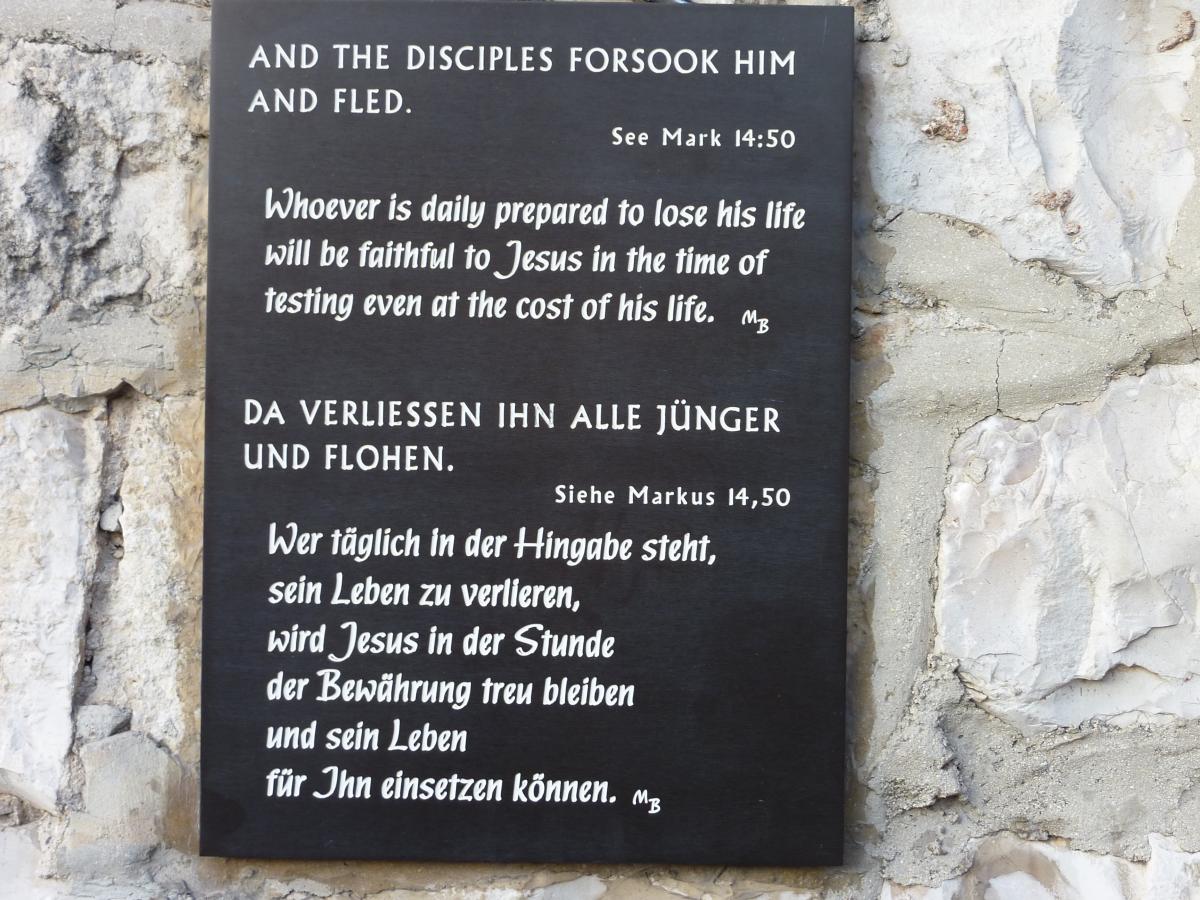 AND THE DISCIPLES FORSOOK HIM
AND FLED.
See Mark 14:50
Whoever is daily prepared to lose his life
will be faithful to Jesus in the time of
testing even at the cost of his life. MB
DA VERLIESSEN IHN ALLE JÜNGER
UND FLOHEN.
Siehe Markus 14,50
Wer täglich in der Hingabe steht,
sein Leben zu verlieren,
wird Jesus in der Stunde
der Bewährung treu bleiben
und sein Leben
für Ihn einsetzen können. MB